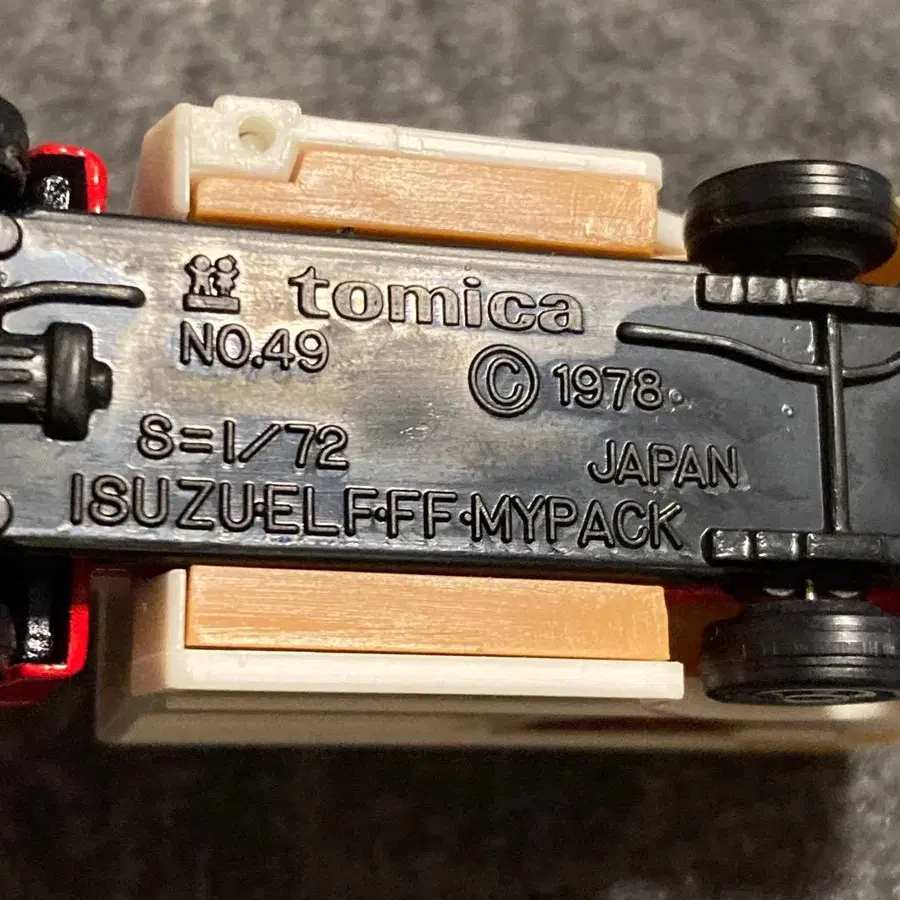 tomica
NO.49
© 1978
S=1/72
JAPAN
ISUZU·ELF·FF·MYPACK